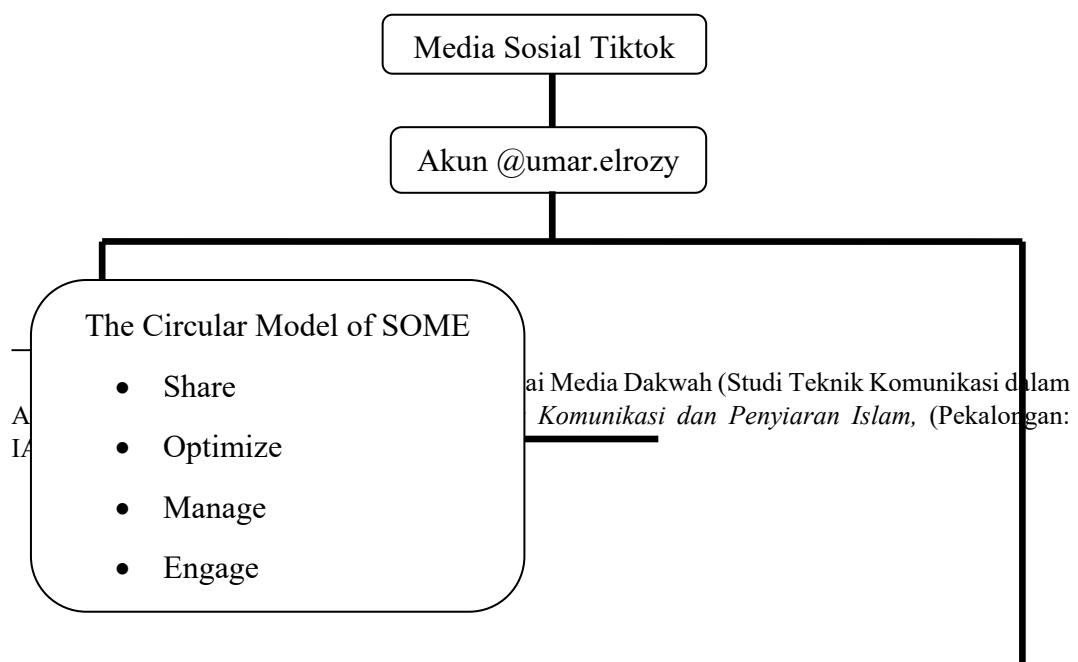 Media Sosial Tiktok
Akun @umar.elrozy
The Circular Model of SOME
• Share
• Optimize
• Manage
• Engage
Media Dakwah (Studi Teknik Komunikasi dalam
Komunikasi dan Penyiaran Islam, (Pekalongan: